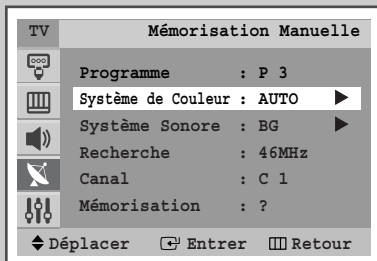 TV Mémorisation Manuelle
Programme : P 3
Système de Couleur : AUTO
Système Sonore : BG
Recherche : 46MHz
Canal : C 1
Mémorisation : ?
Déplacer Entrer Retour